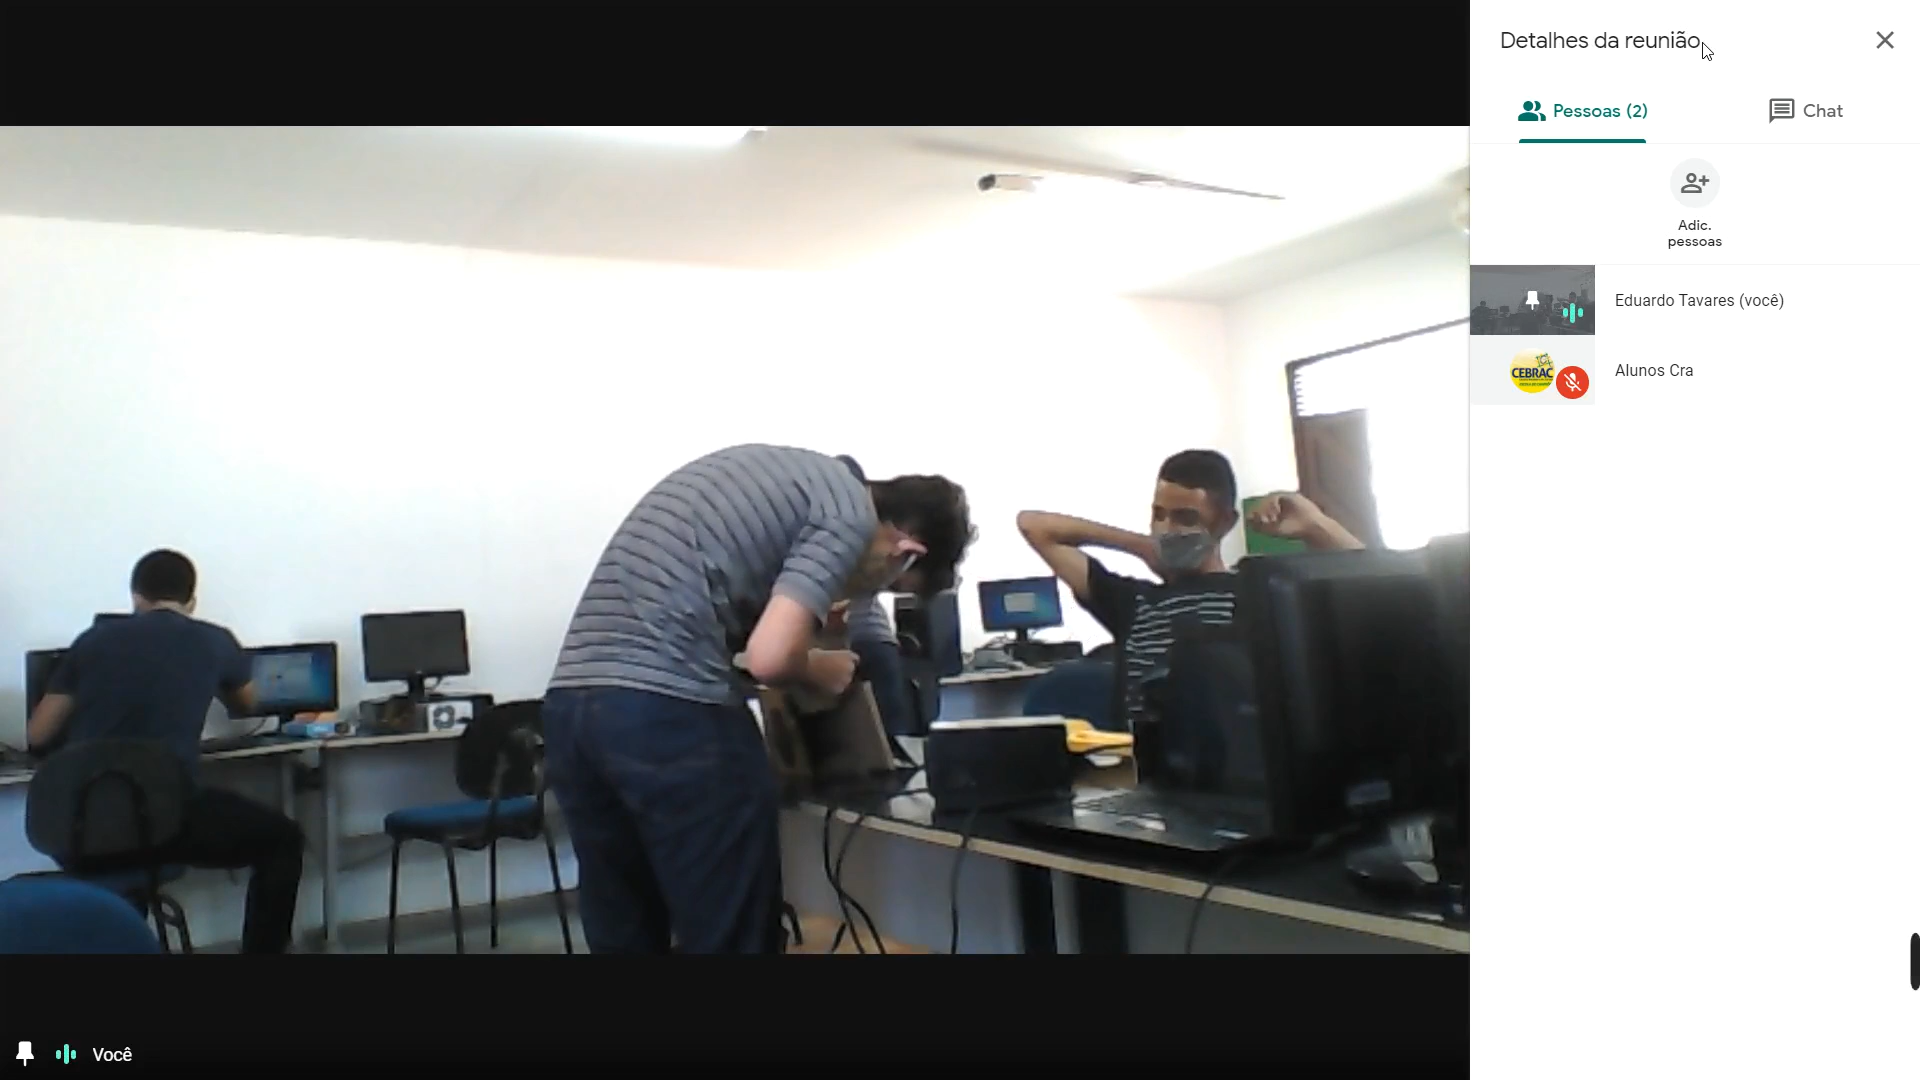 Detalhes da reunião
Pessoas (2)
Chat
Adic.
pessoas
Eduardo Tavares (você)
CEBRAC
Alunos Cra
Você